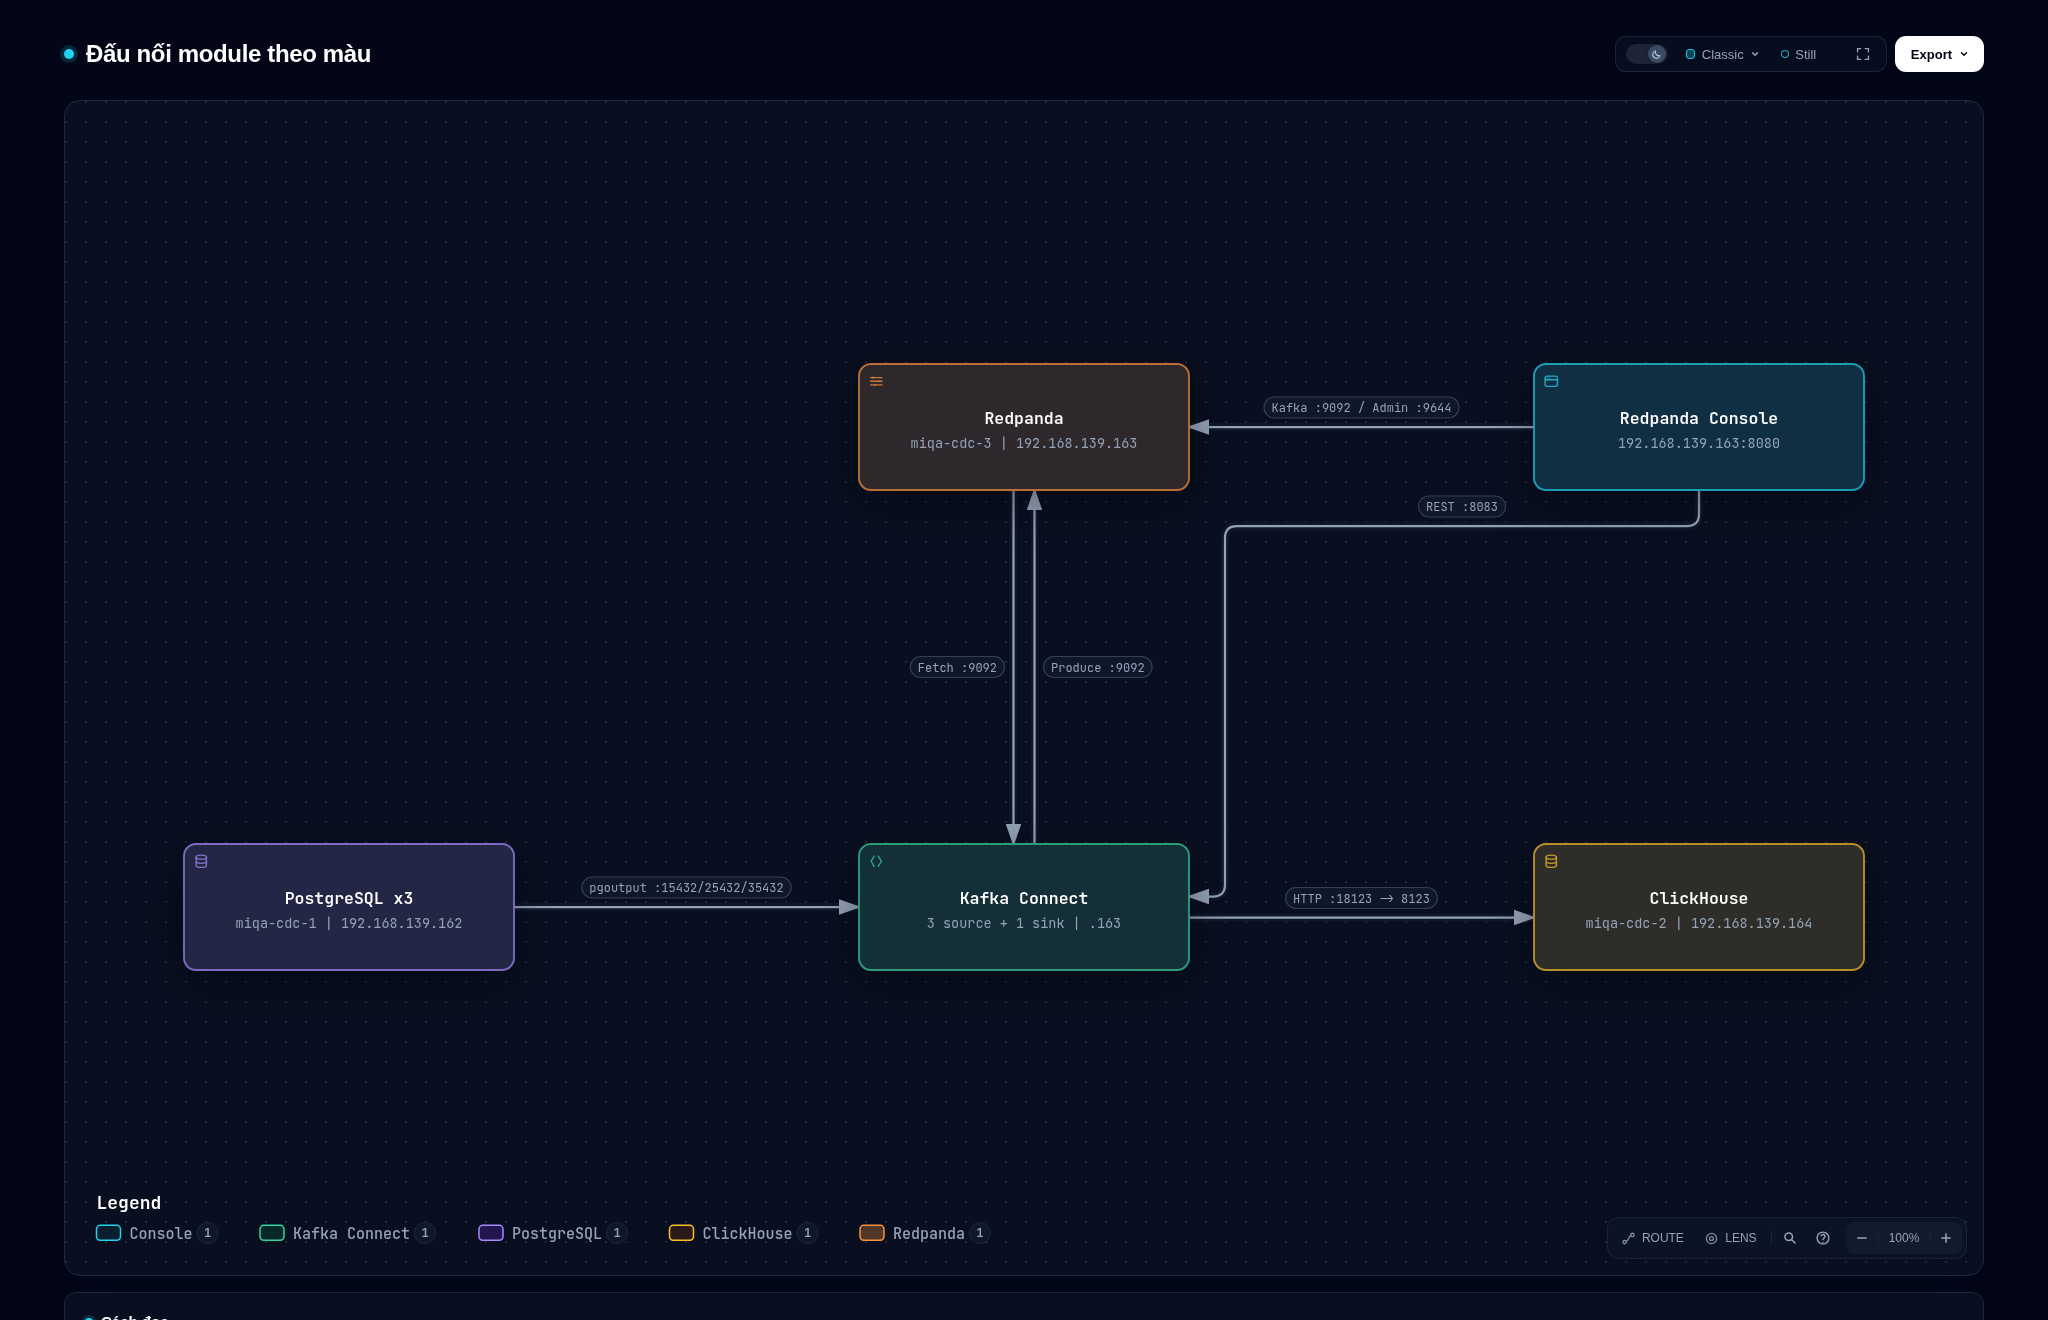 Đấu nối module theo màu
Classic
Still
Export
Redpanda
miqa-cdc-3 | 192.168.139.163
Kafka :9092 / Admin :9644
Redpanda Console
192.168.139.163:8080
REST :8083
Fetch :9092
Produce :9092
PostgreSQL x3
miqa-cdc-1 | 192.168.139.162
pgoutput :15432/25432/35432
Kafka Connect
3 source + 1 sink | .163
HTTP :18123 → 8123
ClickHouse
miqa-cdc-2 | 192.168.139.164
Legend
Console 1
Kafka Connect 1
PostgreSQL 1
ClickHouse 1
Redpanda 1
ROUTE
LENS
100%